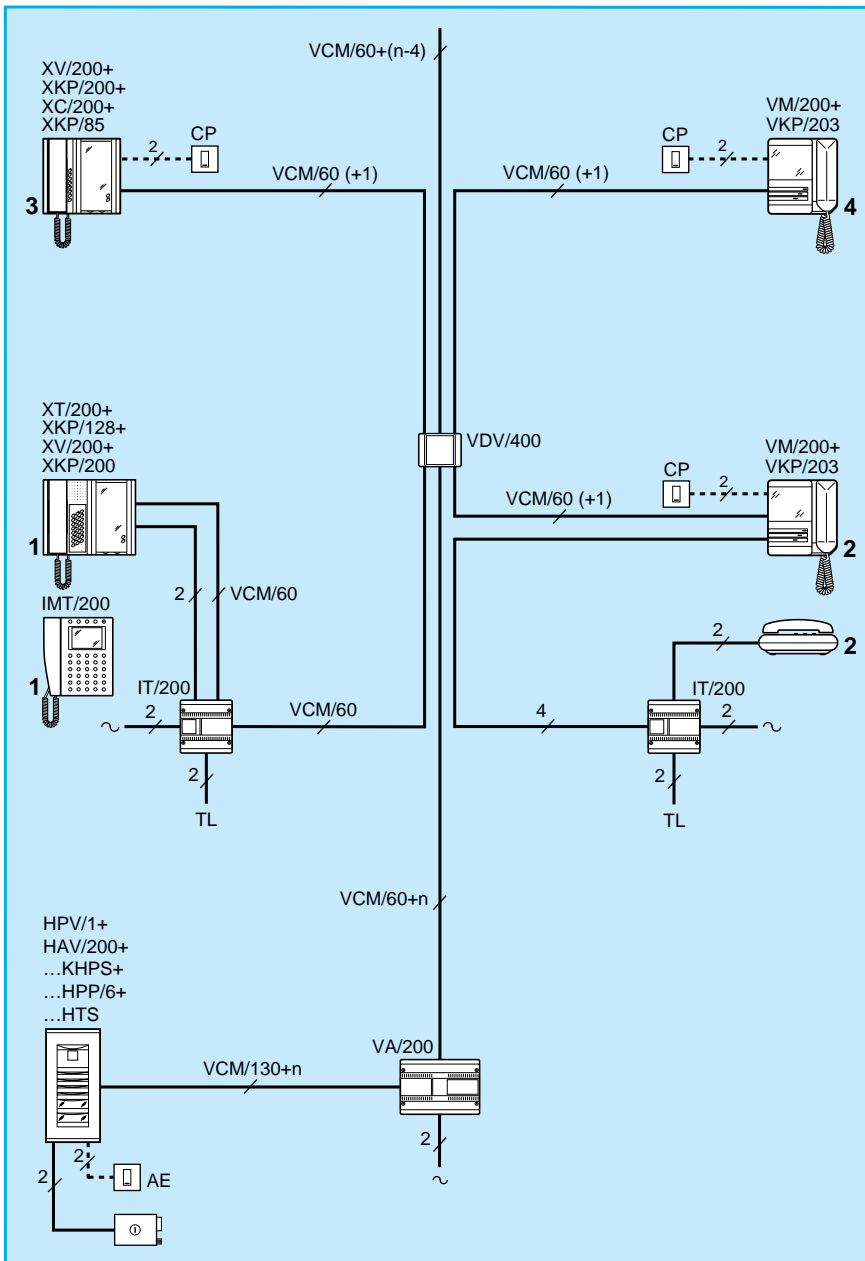 VCM/60+(n-4)
XV/200+
XKP/200+
XC/200+
XKP/85
2
CP
VCM/60 (+1)
3
VM/200+
VKP/203
CP
2
VCM/60 (+1)
4
VDV/400
XT/200+
XKP/128+
XV/200+
XKP/200
1
2
VCM/60
IMT/200
1
IT/200
2
VCM/60
2
TL
VM/200+
VKP/203
CP
2
VCM/60 (+1)
2
2
2
IT/200
4
2
2
TL
VCM/60+n
HPV/1+
HAV/200+
…KHPS+
…HPP/6+
…HTS
VCM/130+n
VA/200
2
2
2
AE